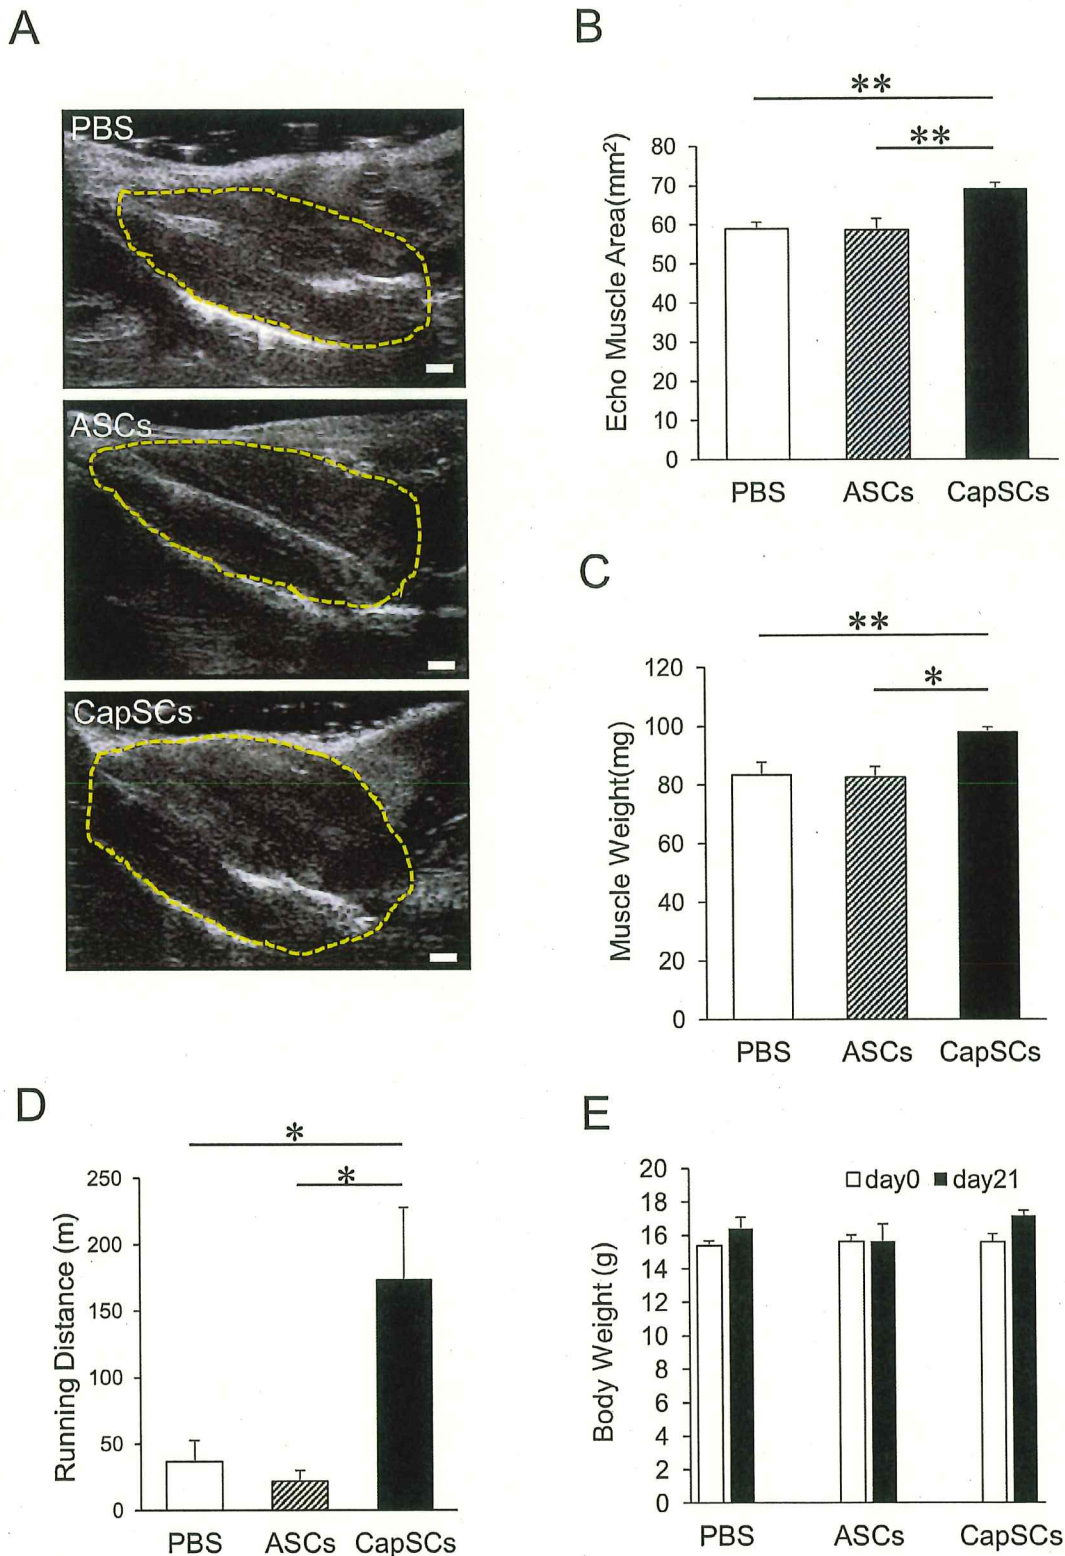 A
PBS
ASCs
CapSCs
B
**
**
Echo Muscle Area(mm²)
80
70
60
50
40
30
20
10
0
PBS ASCs CapSCs
C
**
*
Muscle Weight(mg)
120
100
80
60
40
20
0
PBS ASCs CapSCs
D
*
*
Running Distance (m)
250
200
150
100
50
0
PBS ASCs CapSCs
E
day0 day21
Body Weight (g)
20
18
16
14
12
10
8
6
4
2
0
PBS ASCs CapSCs